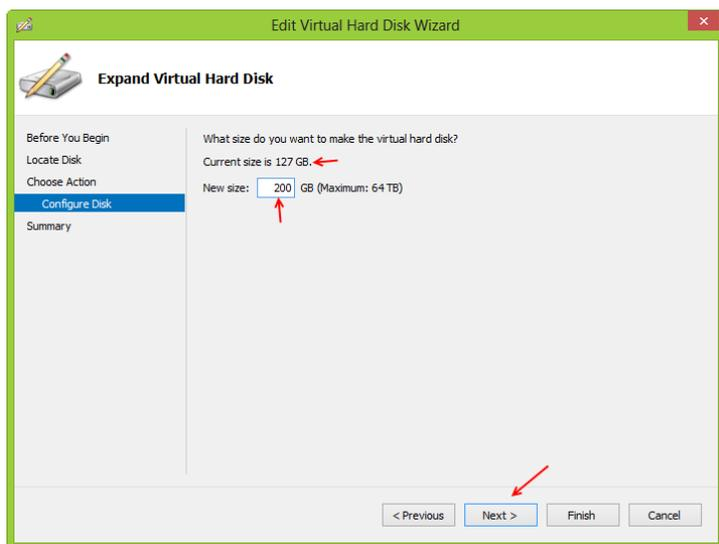 Edit Virtual Hard Disk Wizard
Expand Virtual Hard Disk
Before You Begin
Locate Disk
Choose Action
Configure Disk
Summary
What size do you want to make the virtual hard disk?
Current size is 127 GB.
New size: 200 GB (Maximum: 64 TB)
< Previous Next > Finish Cancel